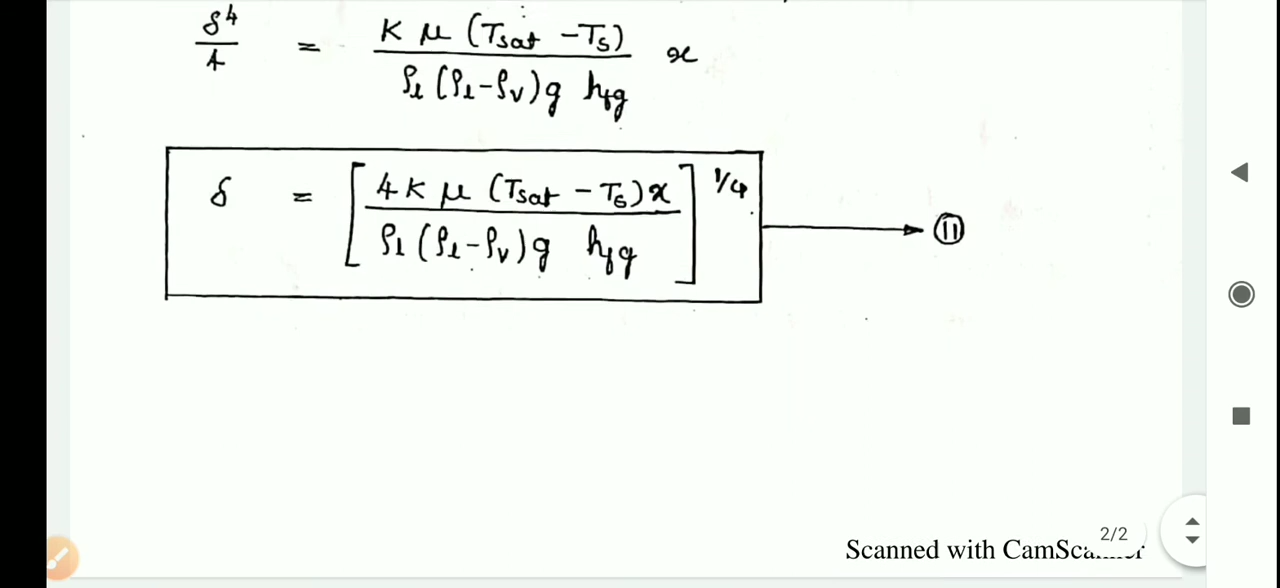 δ⁴/4 = K μ (Tsat - Ts) / ρl (ρl - ρv) g hfg x
δ = [4 K μ (Tsat - Ts) x / ρl (ρl - ρv) g hfg]^1/4 → ⑪
2/2
Scanned with CamScanner